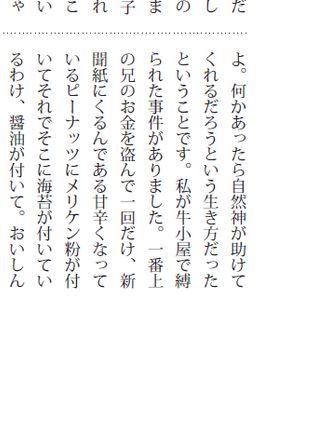 よ。何かあったら自然神が助けて
くれるだろうという生き方だった
ということです。私が牛小屋で縛
られた事件がありました。一番上
の兄のお金を盗んで一回だけ、新
聞紙にくるんである甘辛くなって
いるピーナッツにメリケン粉が付
いてそれでそこに海苔が付いてい
るわけ、醤油が付いて。おいしん
だ
し
の
ま
子
れ
こ
い
ゃ